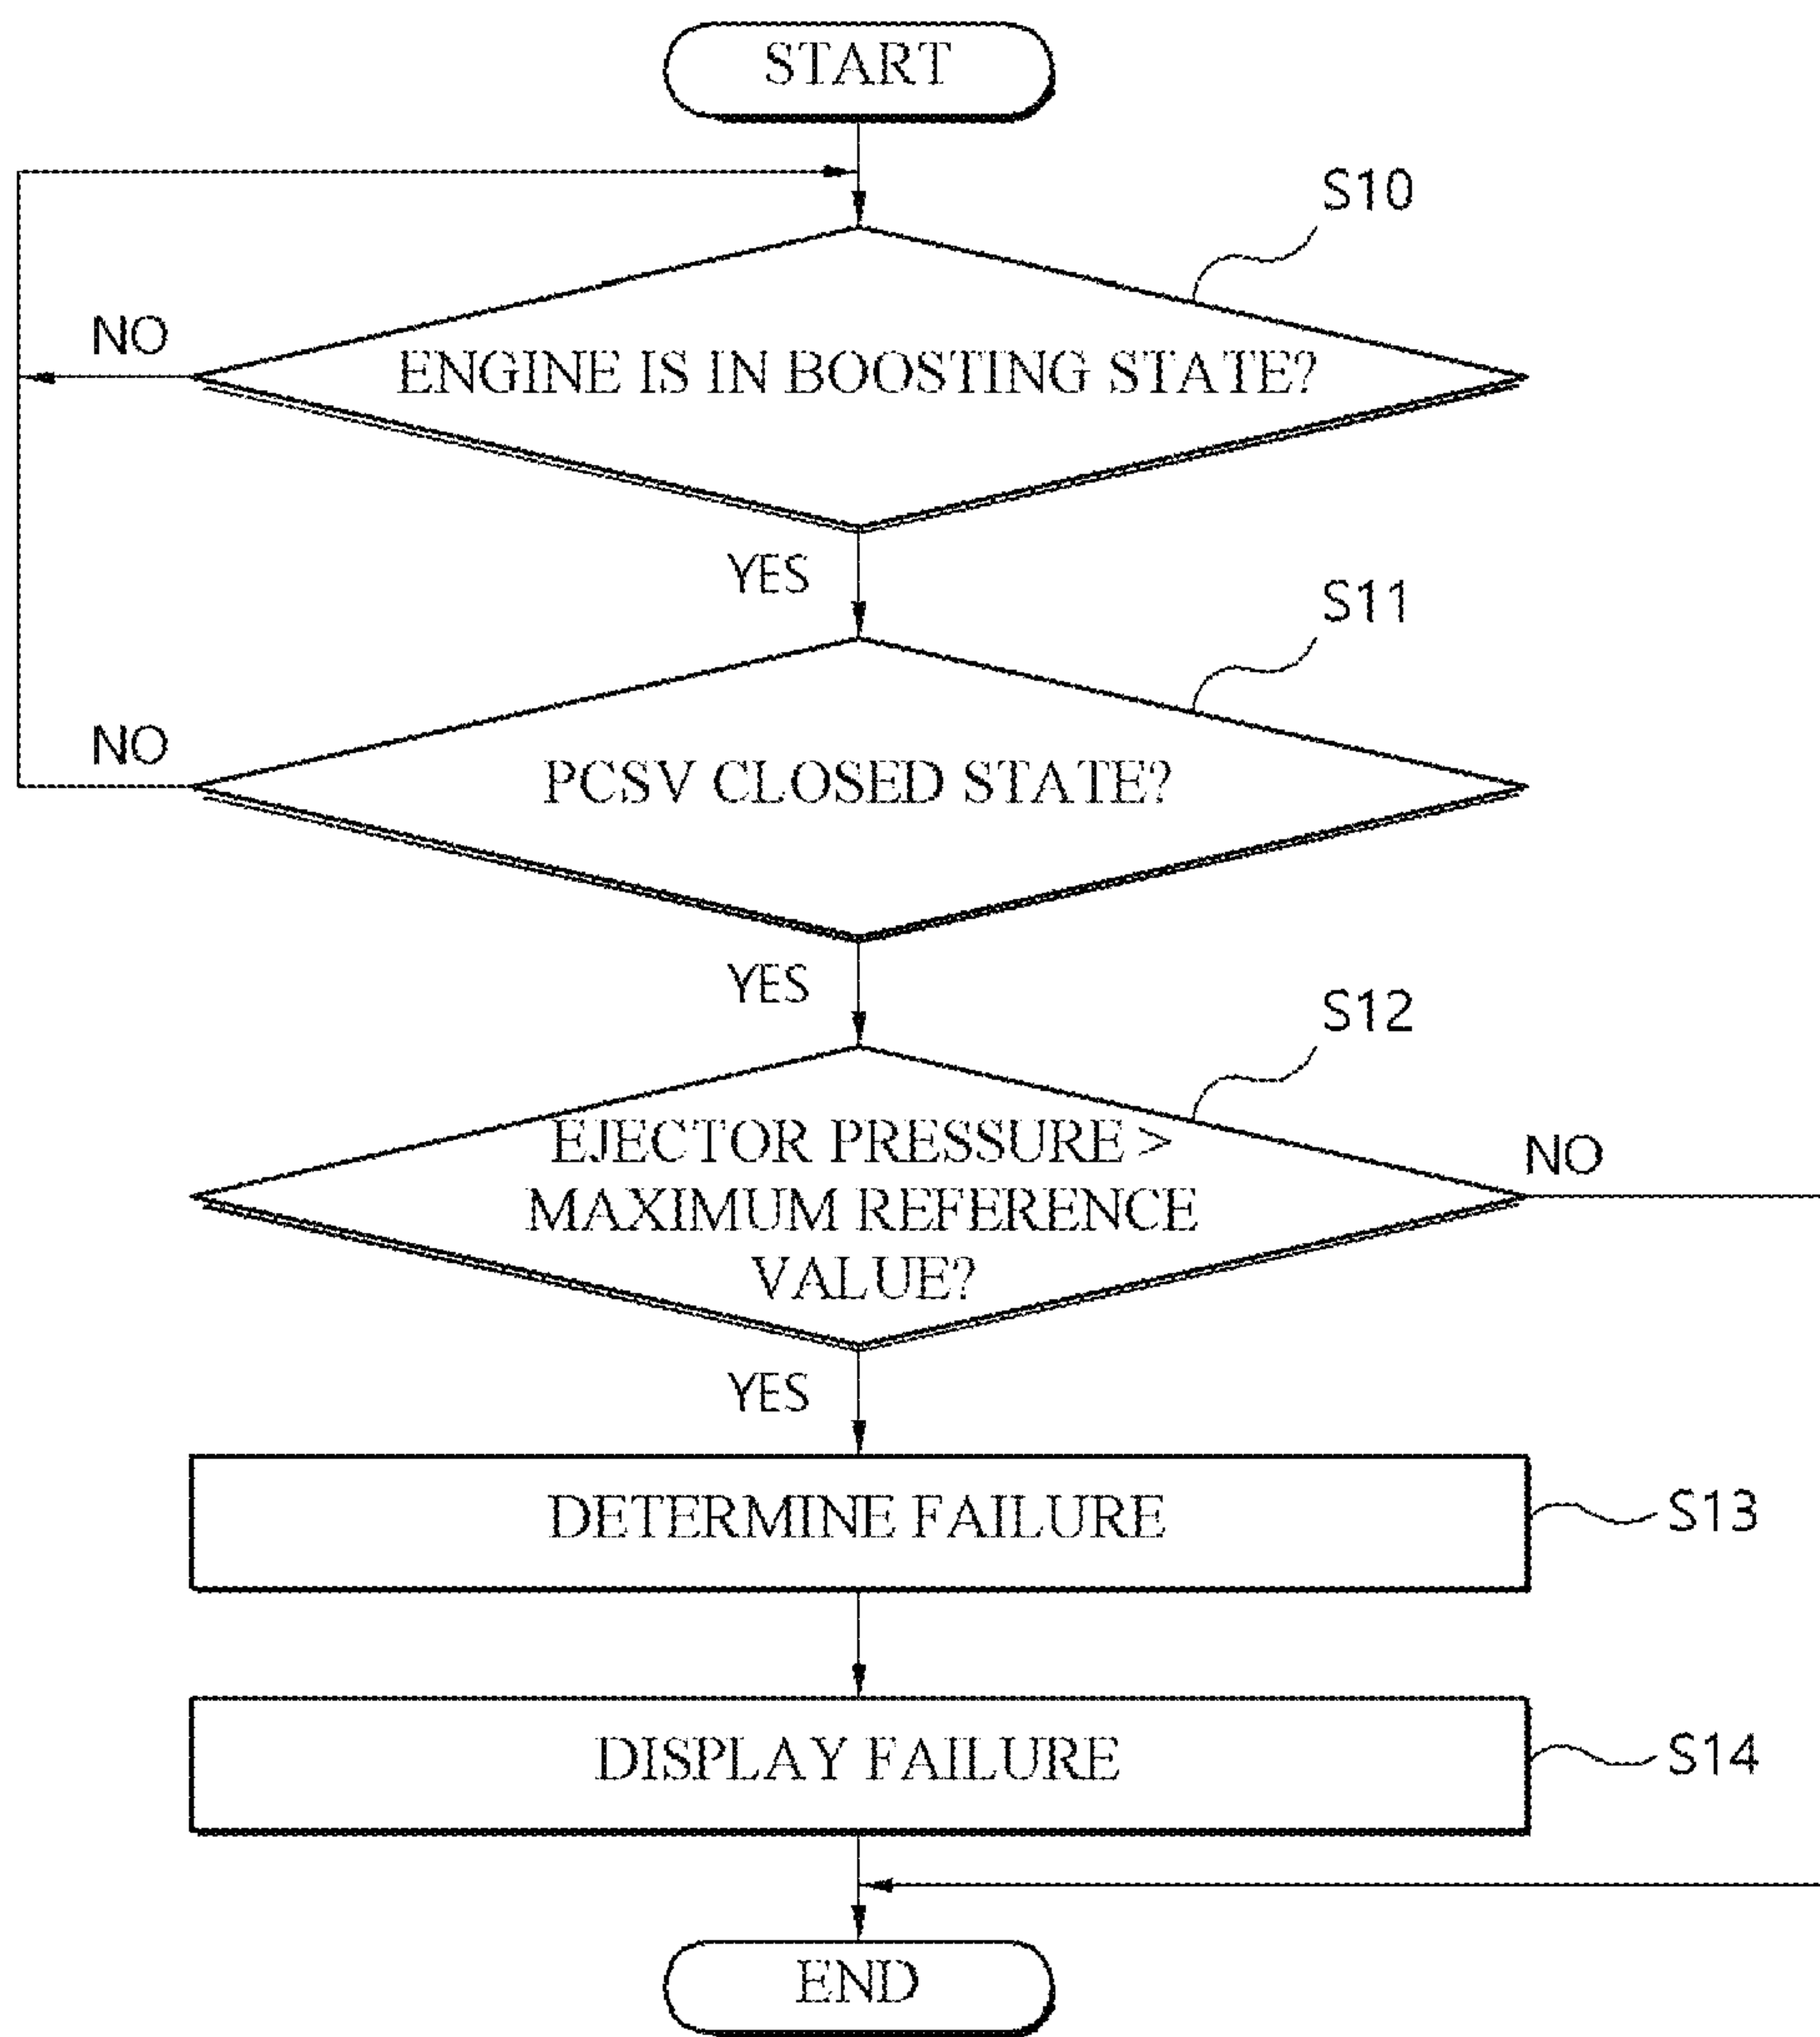 START
S10
NO
ENGINE IS IN BOOSTING STATE?
YES
S11
NO
PCSV CLOSED STATE?
YES
S12
EJECTOR PRESSURE >
MAXIMUM REFERENCE
VALUE?
NO
YES
DETERMINE FAILURE
S13
DISPLAY FAILURE
S14
END